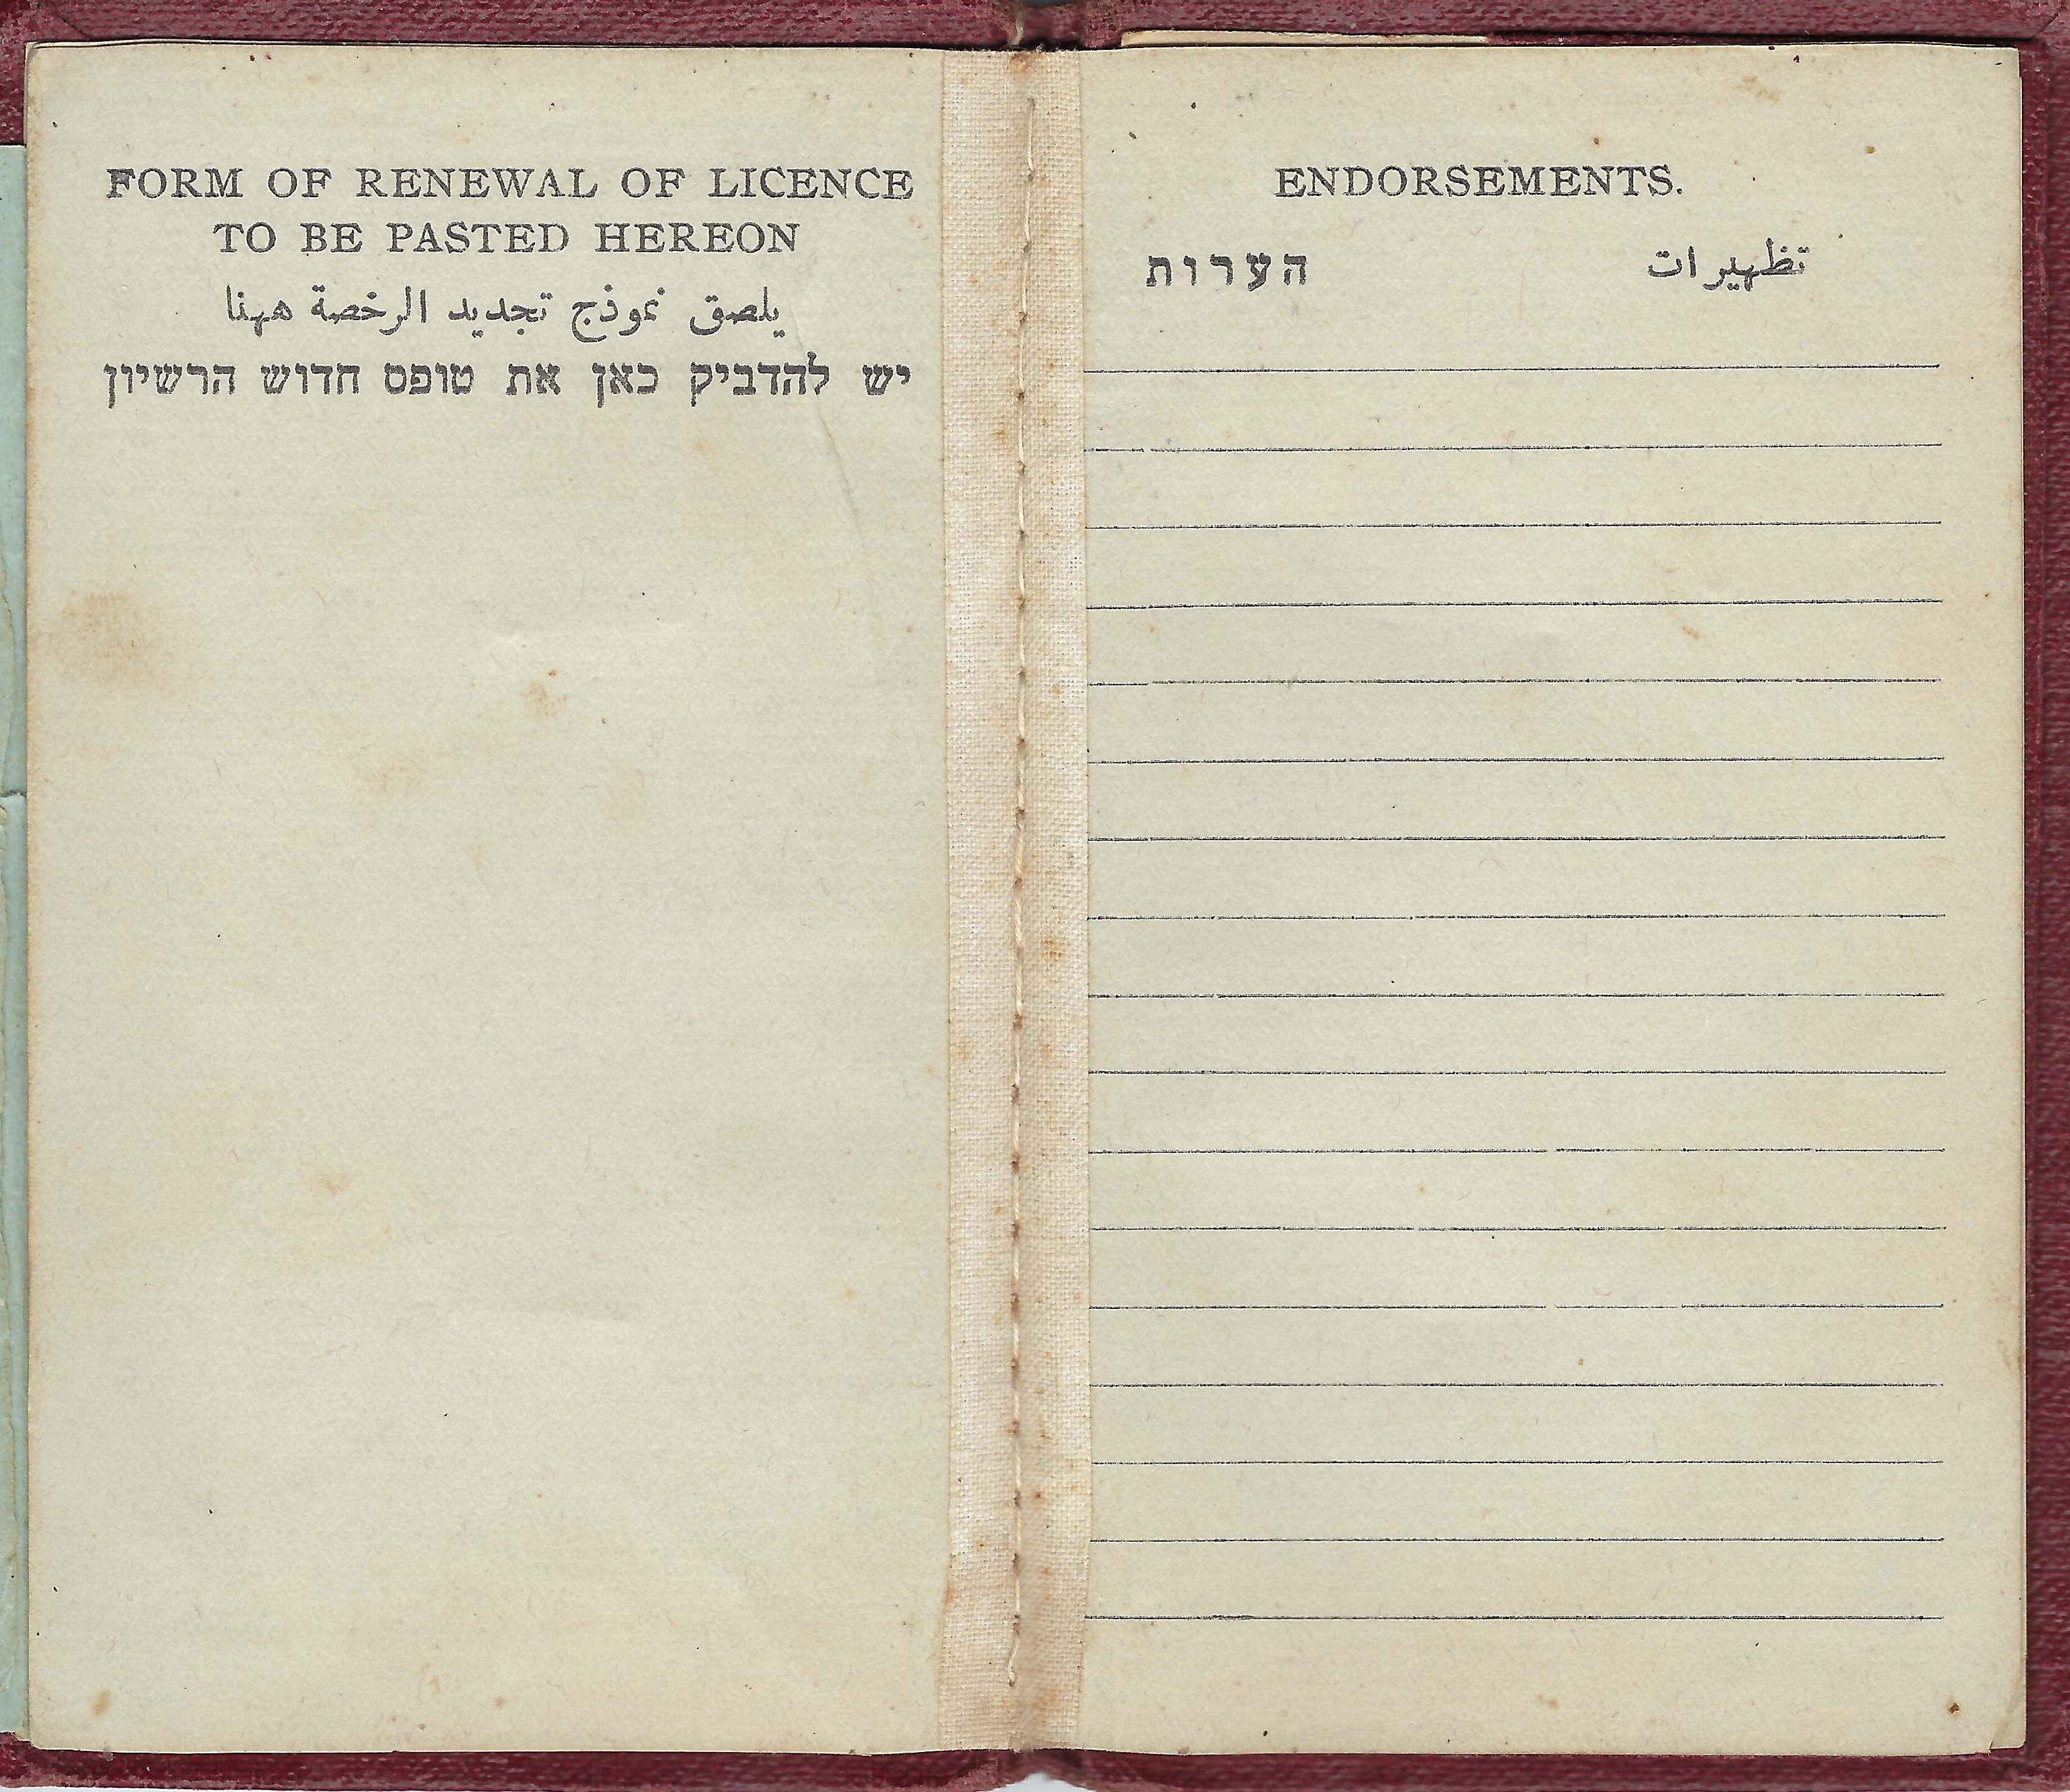 FORM OF RENEWAL OF LICENCE
TO BE PASTED HEREON
يلصق نموذج تجديد الرخصة ههنا
יש להדביק כאן את טופס חדוש הרשיון
ENDORSEMENTS.
הערות تظهيرات